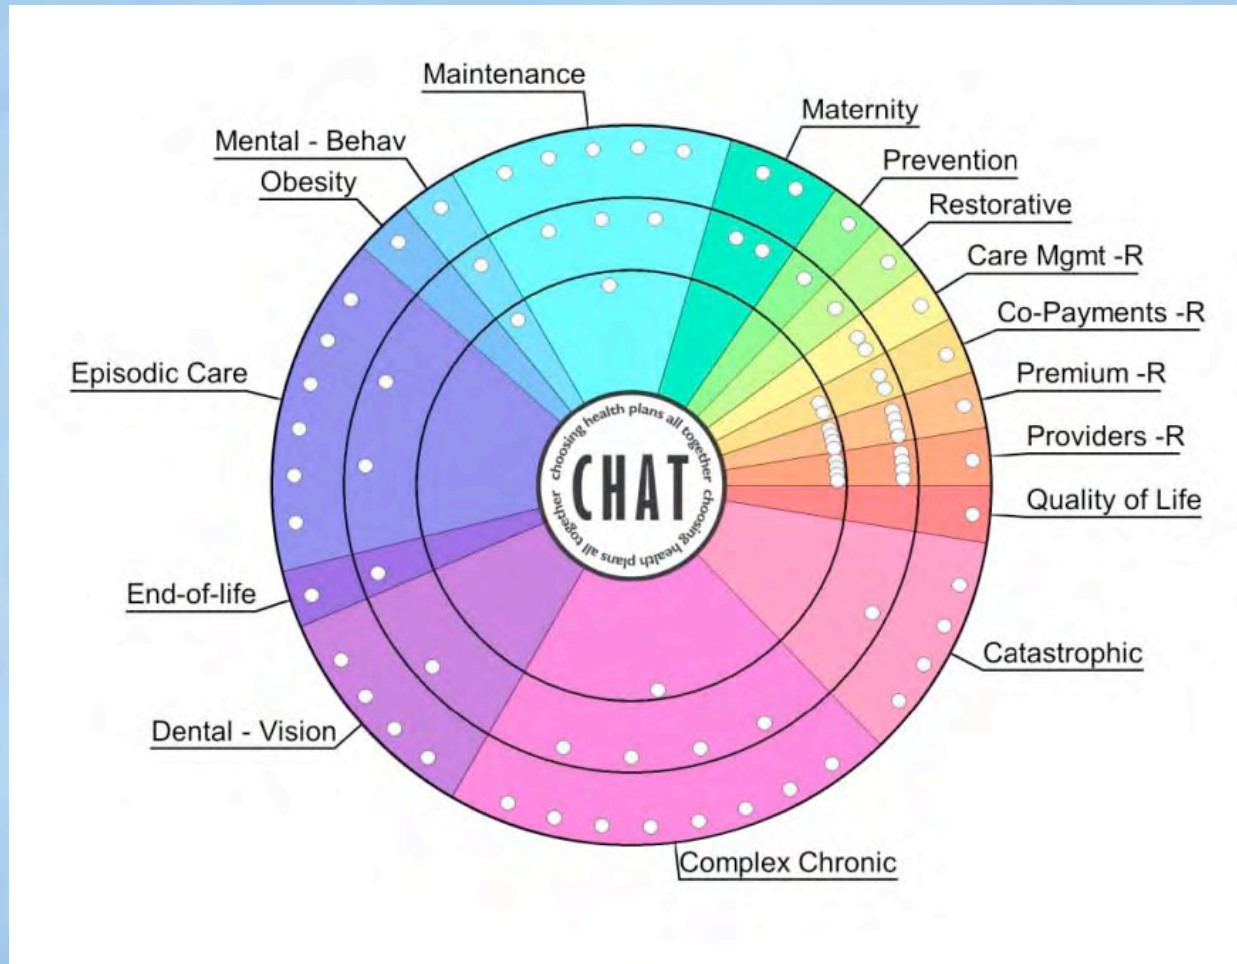 Maintenance
Maternity
Mental - Behav
Prevention
Obesity
Restorative
Care Mgmt -R
Co-Payments -R
Episodic Care
Premium -R
Providers -R
Quality of Life
choosing health plans all together
CHAT
choosing health plans all together
End-of-life
Catastrophic
Dental - Vision
Complex Chronic